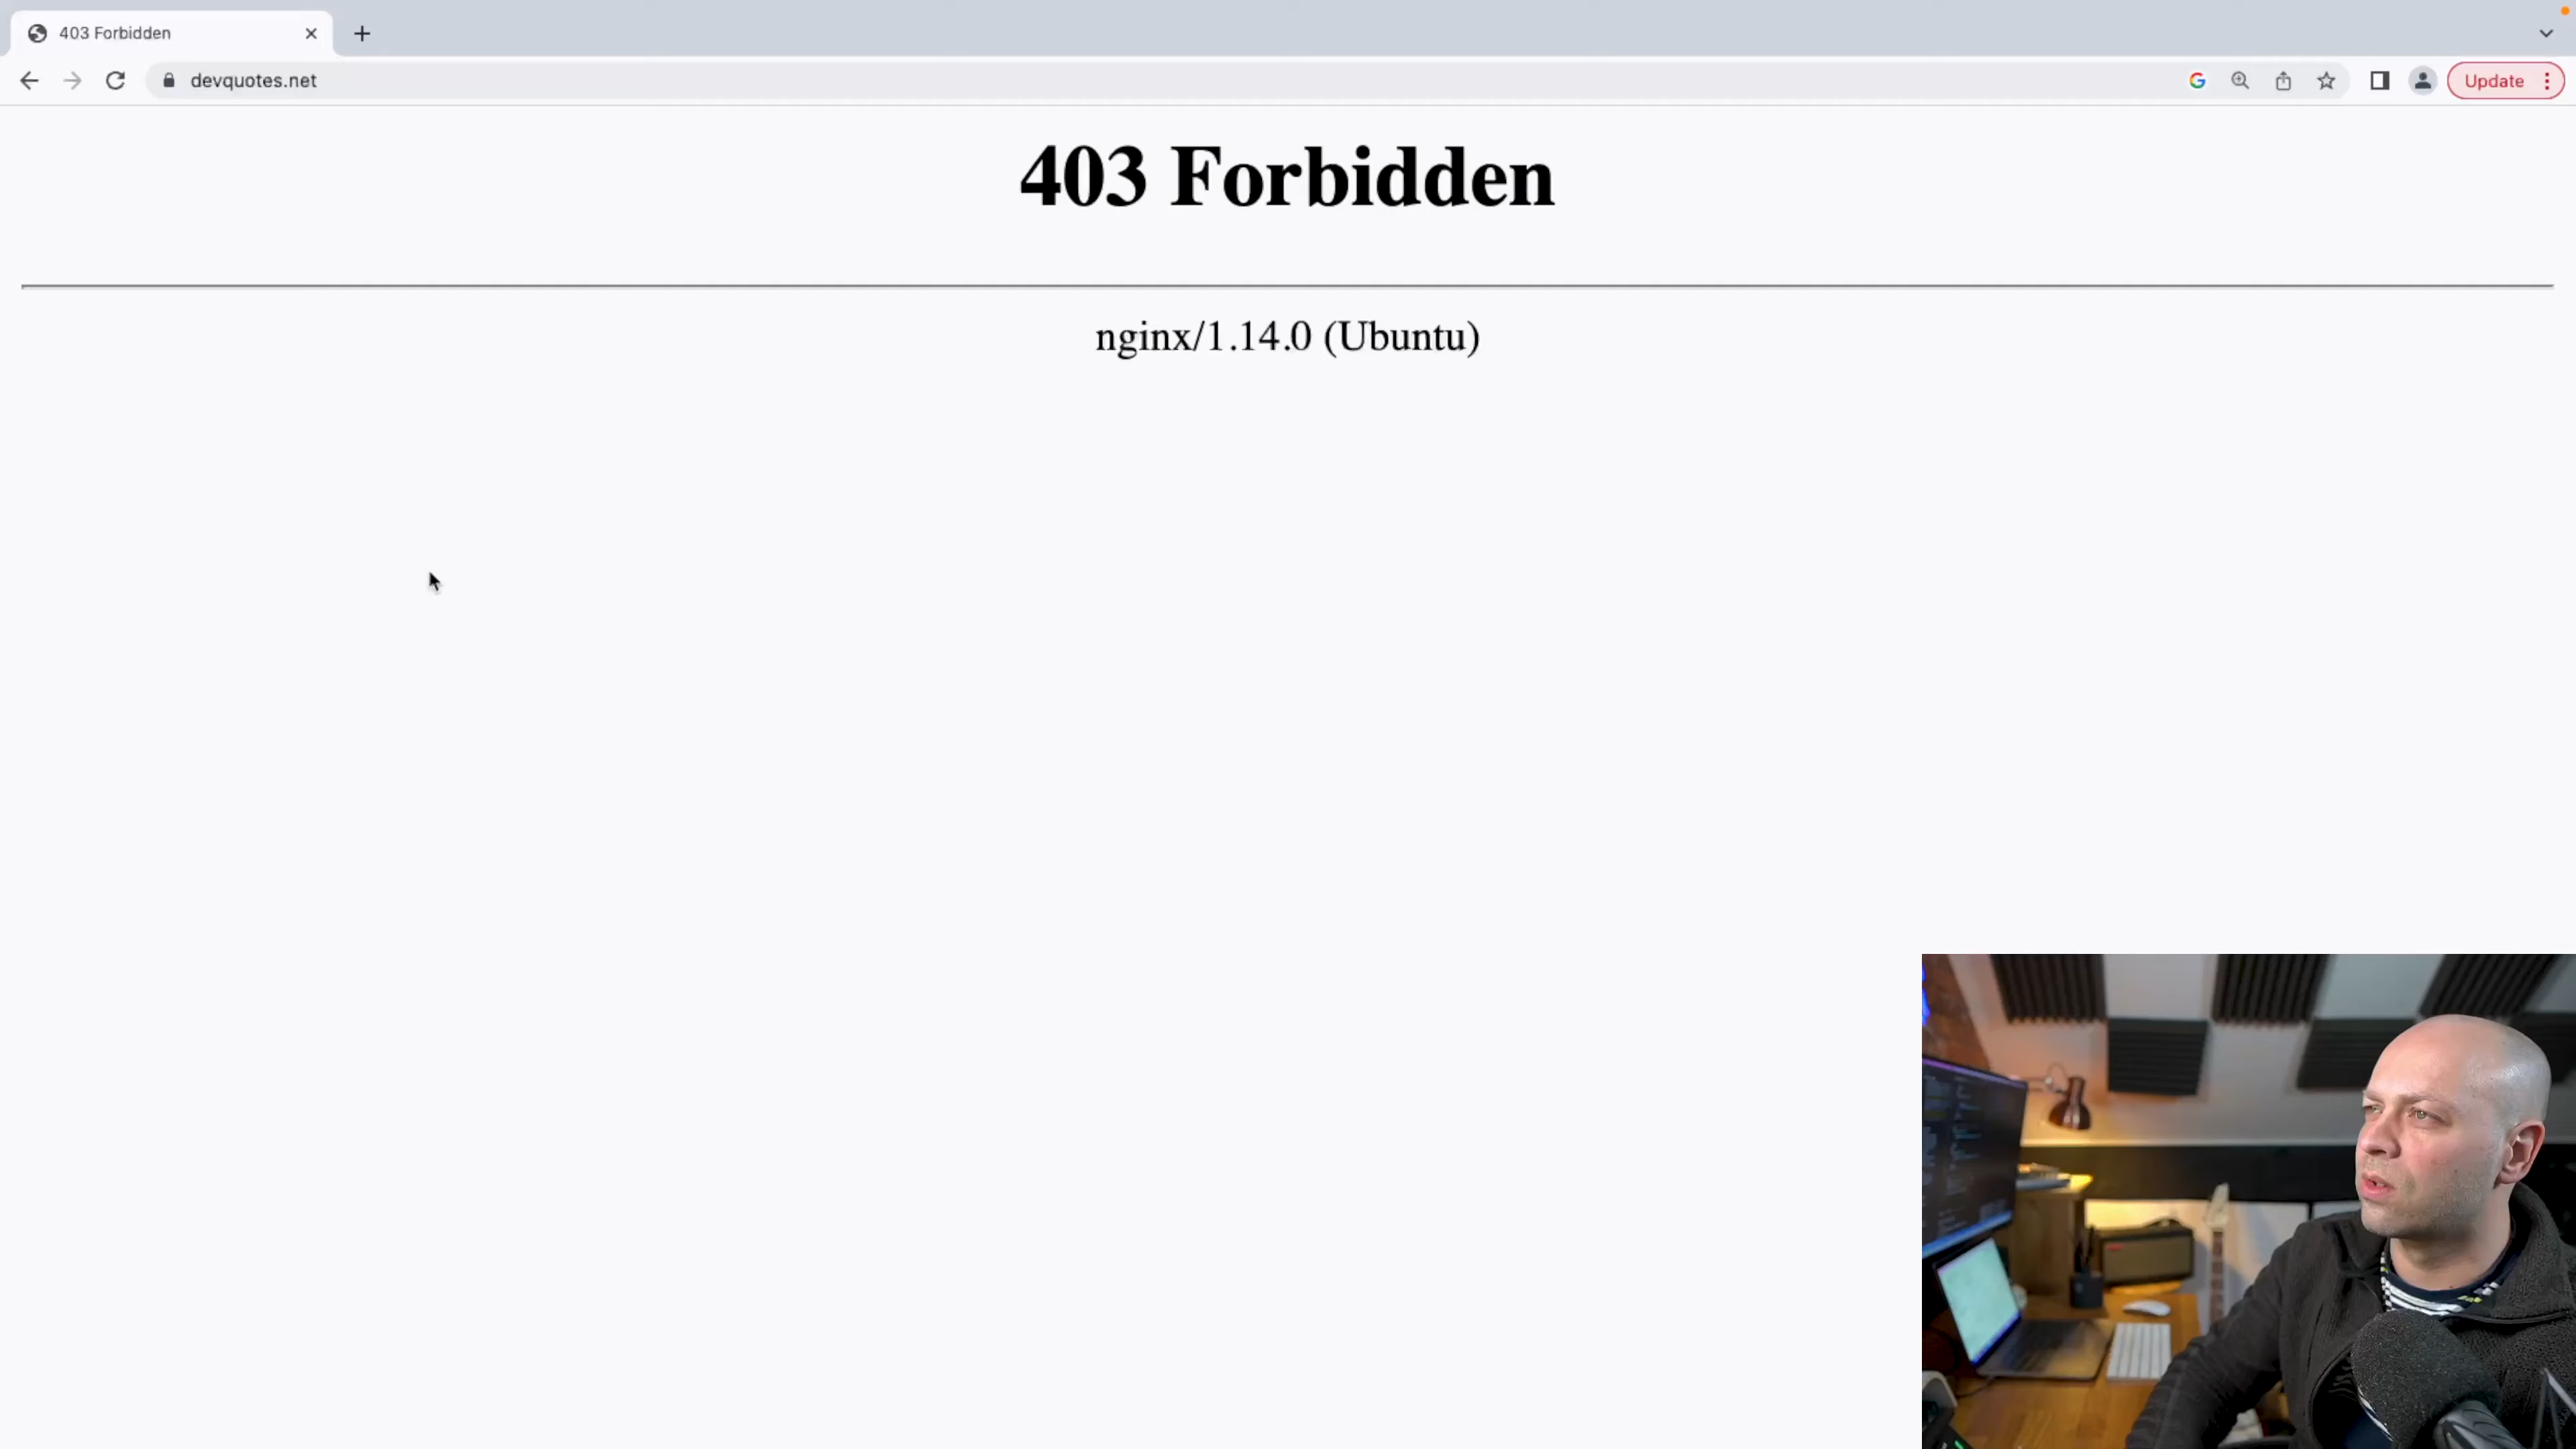 403 Forbidden
devquotes.net
Update
403 Forbidden
nginx/1.14.0 (Ubuntu)